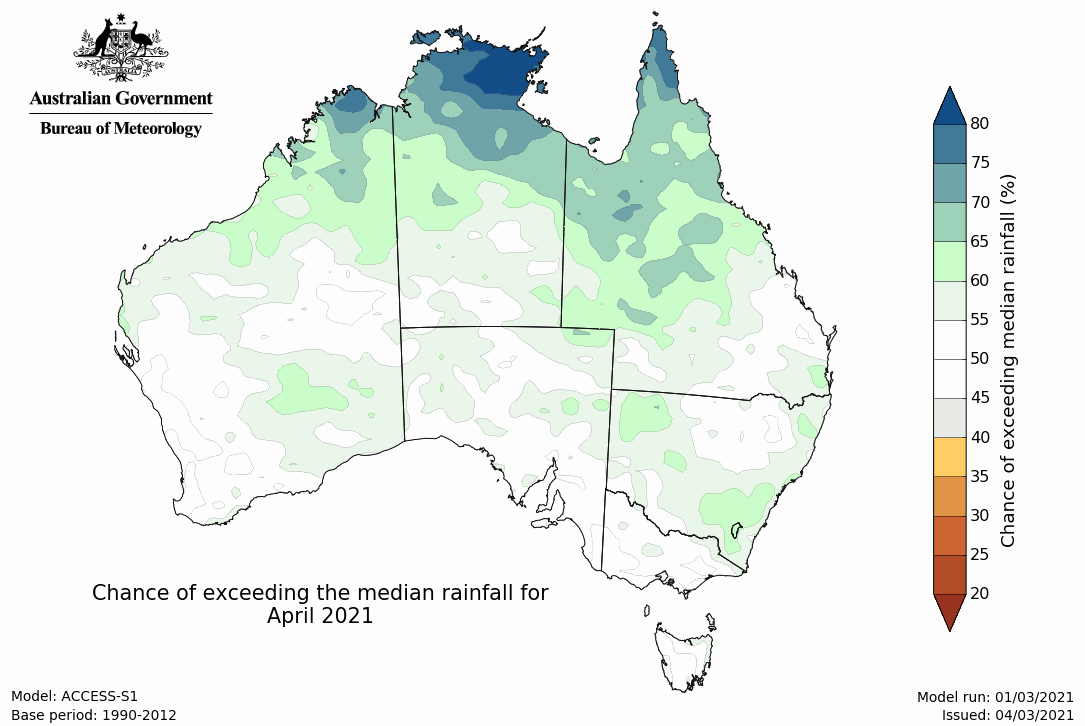 Australian Government
Bureau of Meteorology
80
75
70
65
60
55
50
45
40
35
30
25
20
Chance of exceeding median rainfall (%)
Chance of exceeding the median rainfall for
April 2021
Model: ACCESS-S1
Base period: 1990-2012
Model run: 01/03/2021
Issued: 04/03/2021